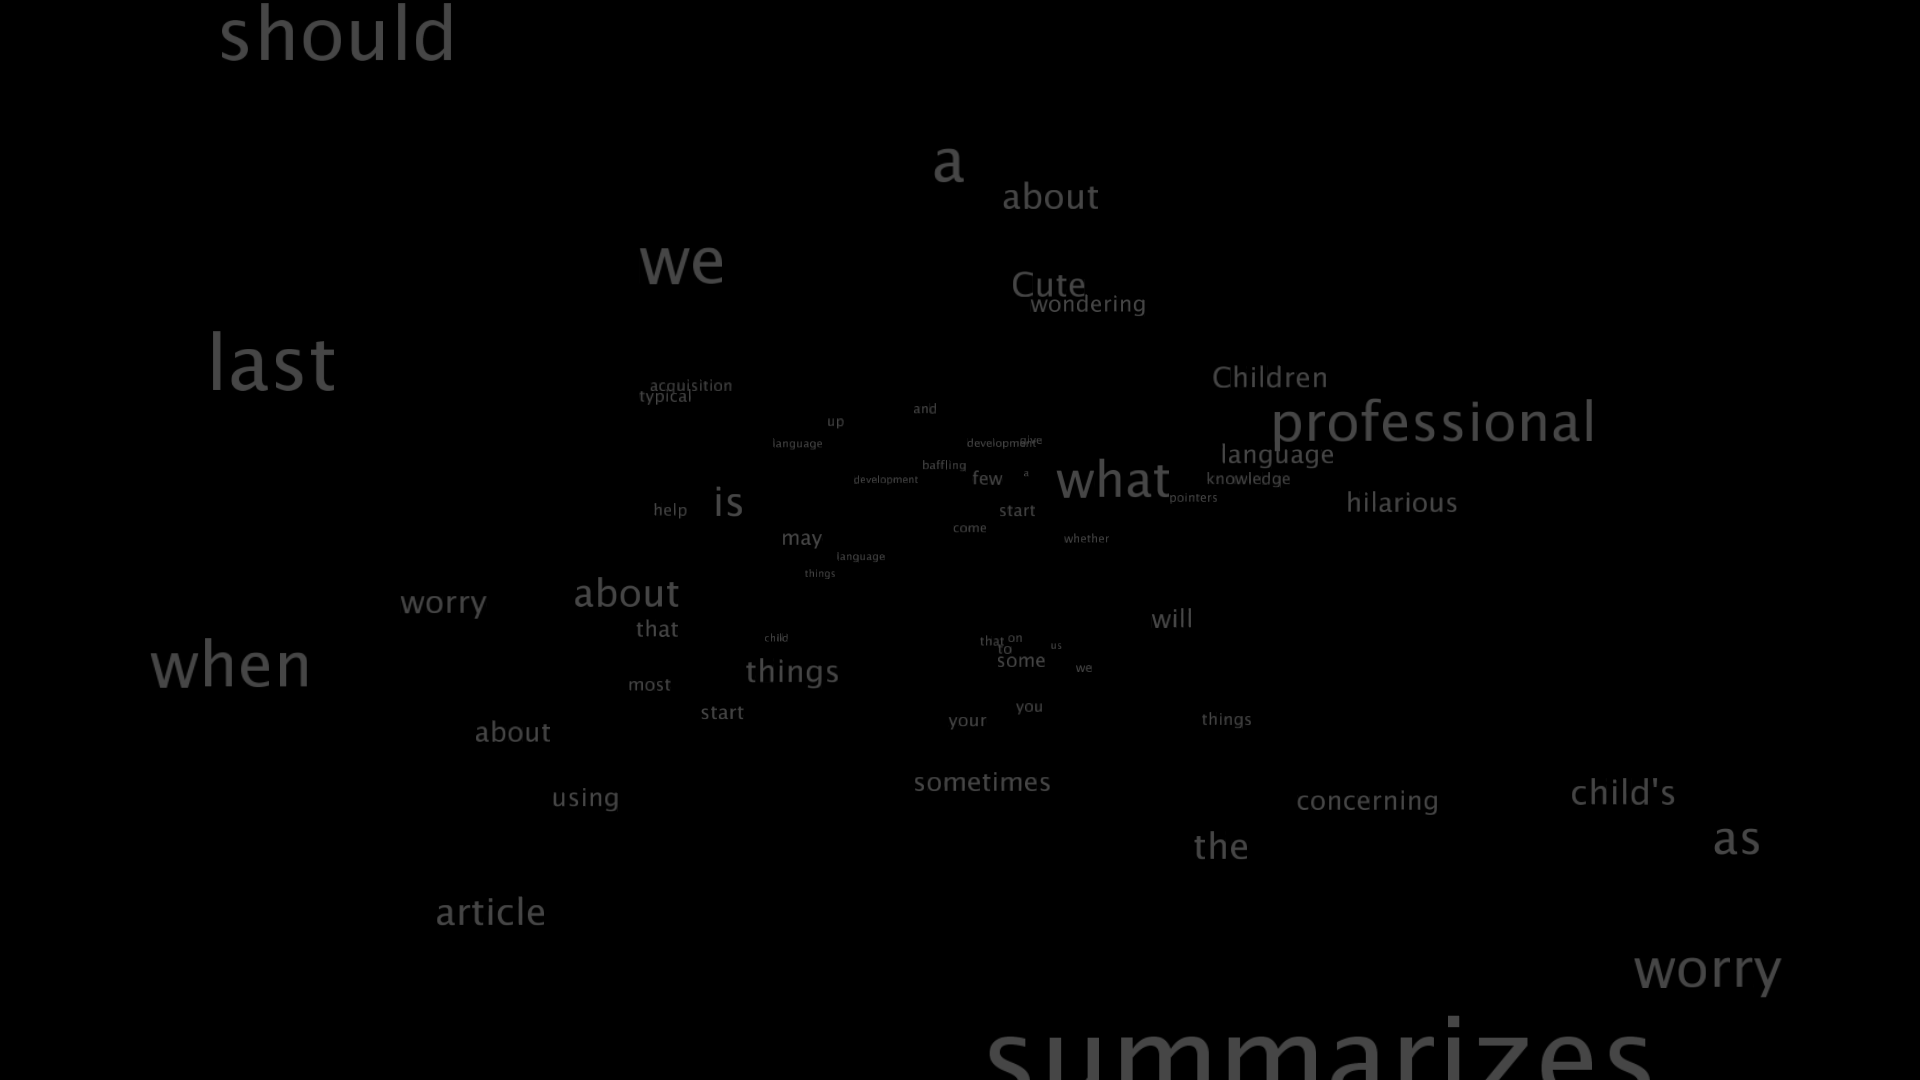 should
a
about
we
Cute
wondering
last
Children
acquisition
typical
professional
and
up
language
development
give
language
baffling
few
a
what
knowledge
development
pointers
is
hilarious
help
start
come
may
whether
language
things
about
worry
will
that
child
that
on
to
us
when
some
we
things
most
start
you
your
things
about
sometimes
child's
using
concerning
as
the
article
worry
summarizes